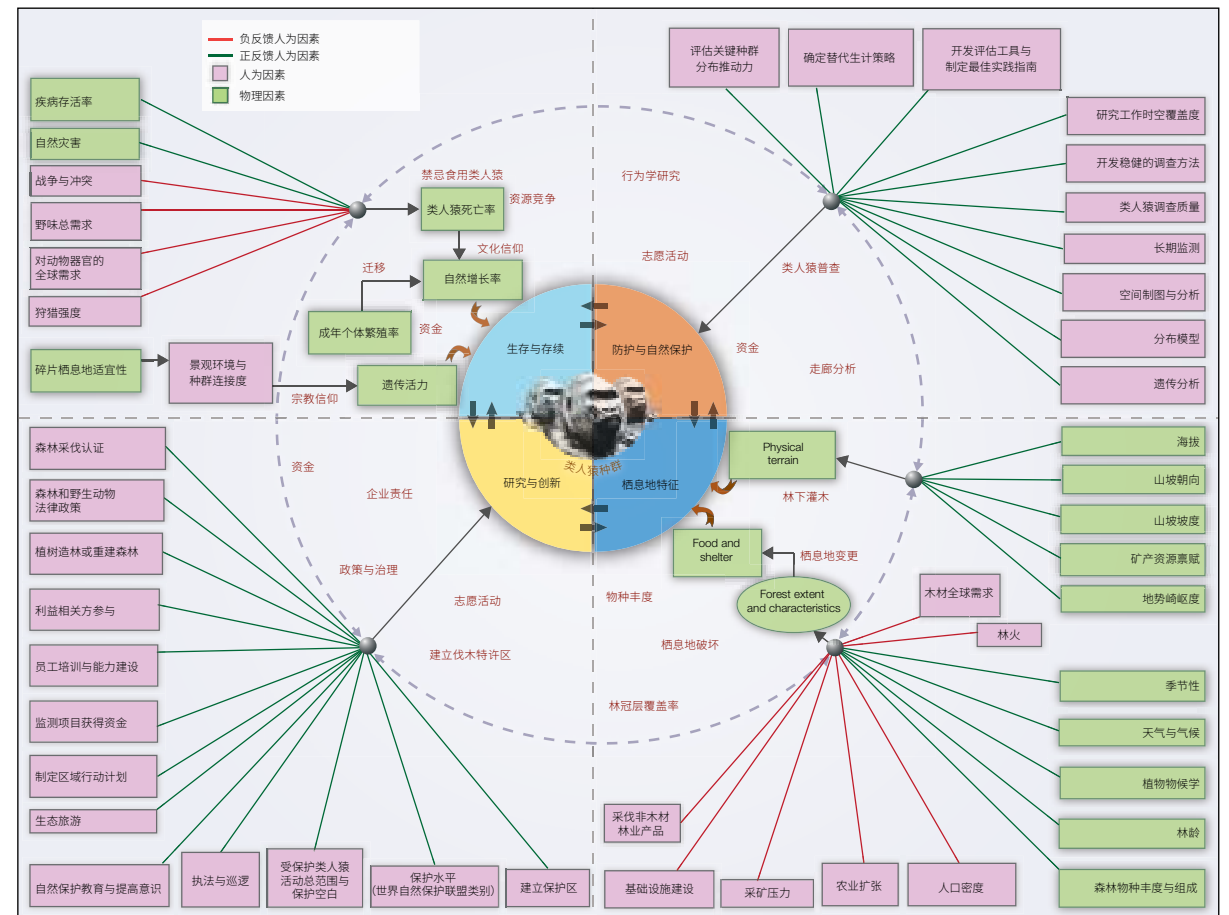 负反馈人为因素
正反馈人为因素
人为因素
物理因素
疾病存活率
自然灾害
战争与冲突
野味总需求
对动物器官的
全球需求
狩猎强度
碎片栖息地适宜性
景观环境与
种群连接度
禁忌食用类人猿
类人猿死亡率
资源竞争
文化信仰
迁移
自然增长率
成年个体繁殖率
资金
遗传活力
宗教信仰
生存与存续
评估关键种群
分布推动力
确定替代生计策略
开发评估工具与
制定最佳实践指南
研究工作时空覆盖度
开发稳健的调查方法
类人猿调查质量
长期监测
空间制图与分析
分布模型
遗传分析
行为学研究
志愿活动
类人猿普查
资金
走廊分析
防护与自然保护
类人猿种群
研究与创新
栖息地特征
森林采伐认证
森林和野生动物
法律政策
植树造林或重建森林
利益相关方参与
员工培训与能力建设
监测项目获得资金
制定区域行动计划
生态旅游
自然保护教育与提高意识
执法与巡逻
受保护类人猿
活动总范围与
保护空白
保护水平
(世界自然保护联盟类别)
建立保护区
资金
企业责任
政策与治理
志愿活动
建立伐木特许区
Physical
terrain
林下灌木
Food and
shelter
栖息地变更
Forest extent
and characteristics
物种丰度
栖息地破坏
林冠层覆盖率
海拔
山坡朝向
山坡坡度
矿产资源禀赋
地势崎岖度
木材全球需求
林火
季节性
天气与气候
植物物候学
林龄
森林物种丰度与组成
采伐非木材
林业产品
基础设施建设
采矿压力
农业扩张
人口密度